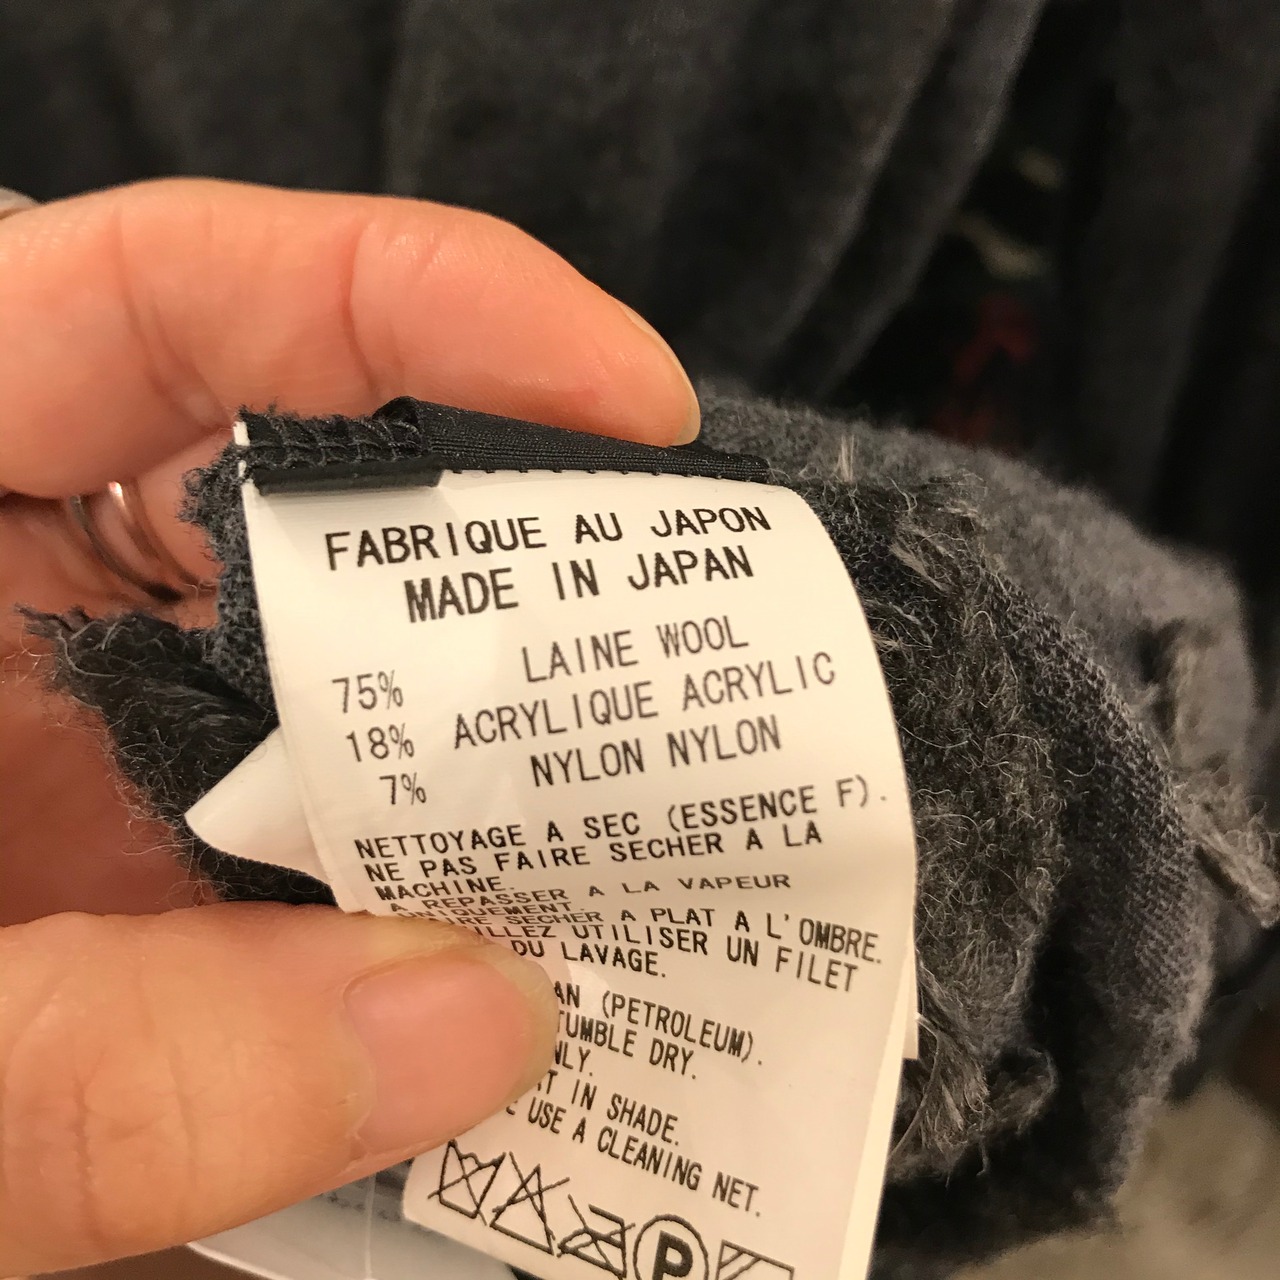 FABRIQUE AU JAPON
MADE IN JAPAN
75% LAINE WOOL
18% ACRYLIQUE ACRYLIC
7% NYLON NYLON
NETTOYAGE A SEC (ESSENCE F).
NE PAS FAIRE SECHER A LA
MACHINE.
A REPASSER A LA VAPEUR
UNIQUEMENT.
SECHER A PLAT A L'OMBRE.
UTILISER UN FILET
DU LAVAGE.
(PETROLEUM).
TUMBLE DRY.
IN SHADE.
USE A CLEANING NET.
P